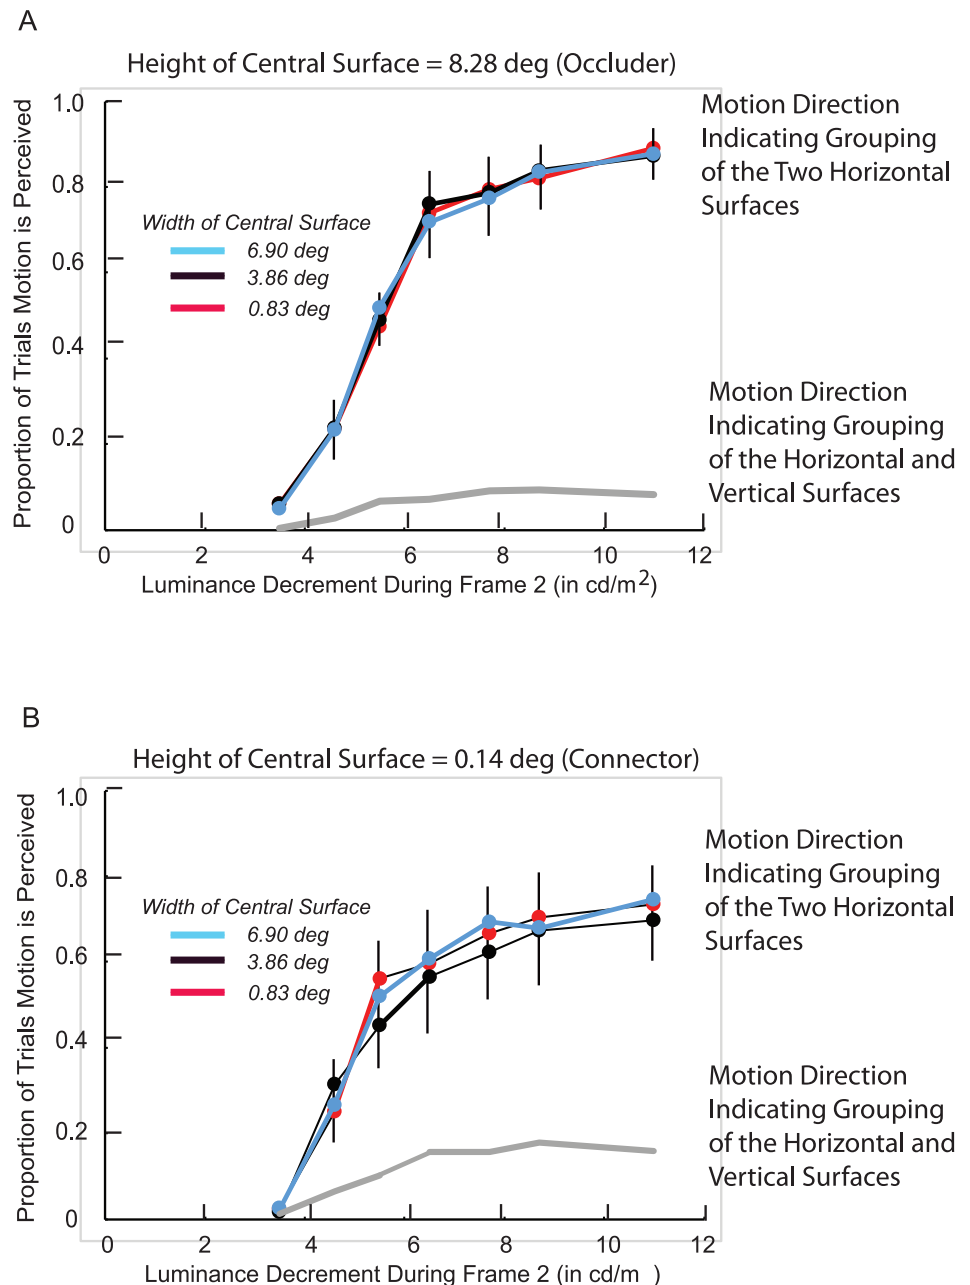 A
Height of Central Surface = 8.28 deg (Occluder)
Proportion of Trials Motion is Perceived
1.0
0.8
0.6
0.4
0.2
0
Width of Central Surface
6.90 deg
3.86 deg
0.83 deg
Motion Direction
Indicating Grouping
of the Two Horizontal
Surfaces
Motion Direction
Indicating Grouping
of the Horizontal and
Vertical Surfaces
0 2 4 6 8 10 12
Luminance Decrement During Frame 2 (in cd/m²)
B
Height of Central Surface = 0.14 deg (Connector)
Proportion of Trials Motion is Perceived
1.0
0.8
0.6
0.4
0.2
0
Width of Central Surface
6.90 deg
3.86 deg
0.83 deg
Motion Direction
Indicating Grouping
of the Two Horizontal
Surfaces
Motion Direction
Indicating Grouping
of the Horizontal and
Vertical Surfaces
0 2 4 6 8 10 12
Luminance Decrement During Frame 2 (in cd/m )